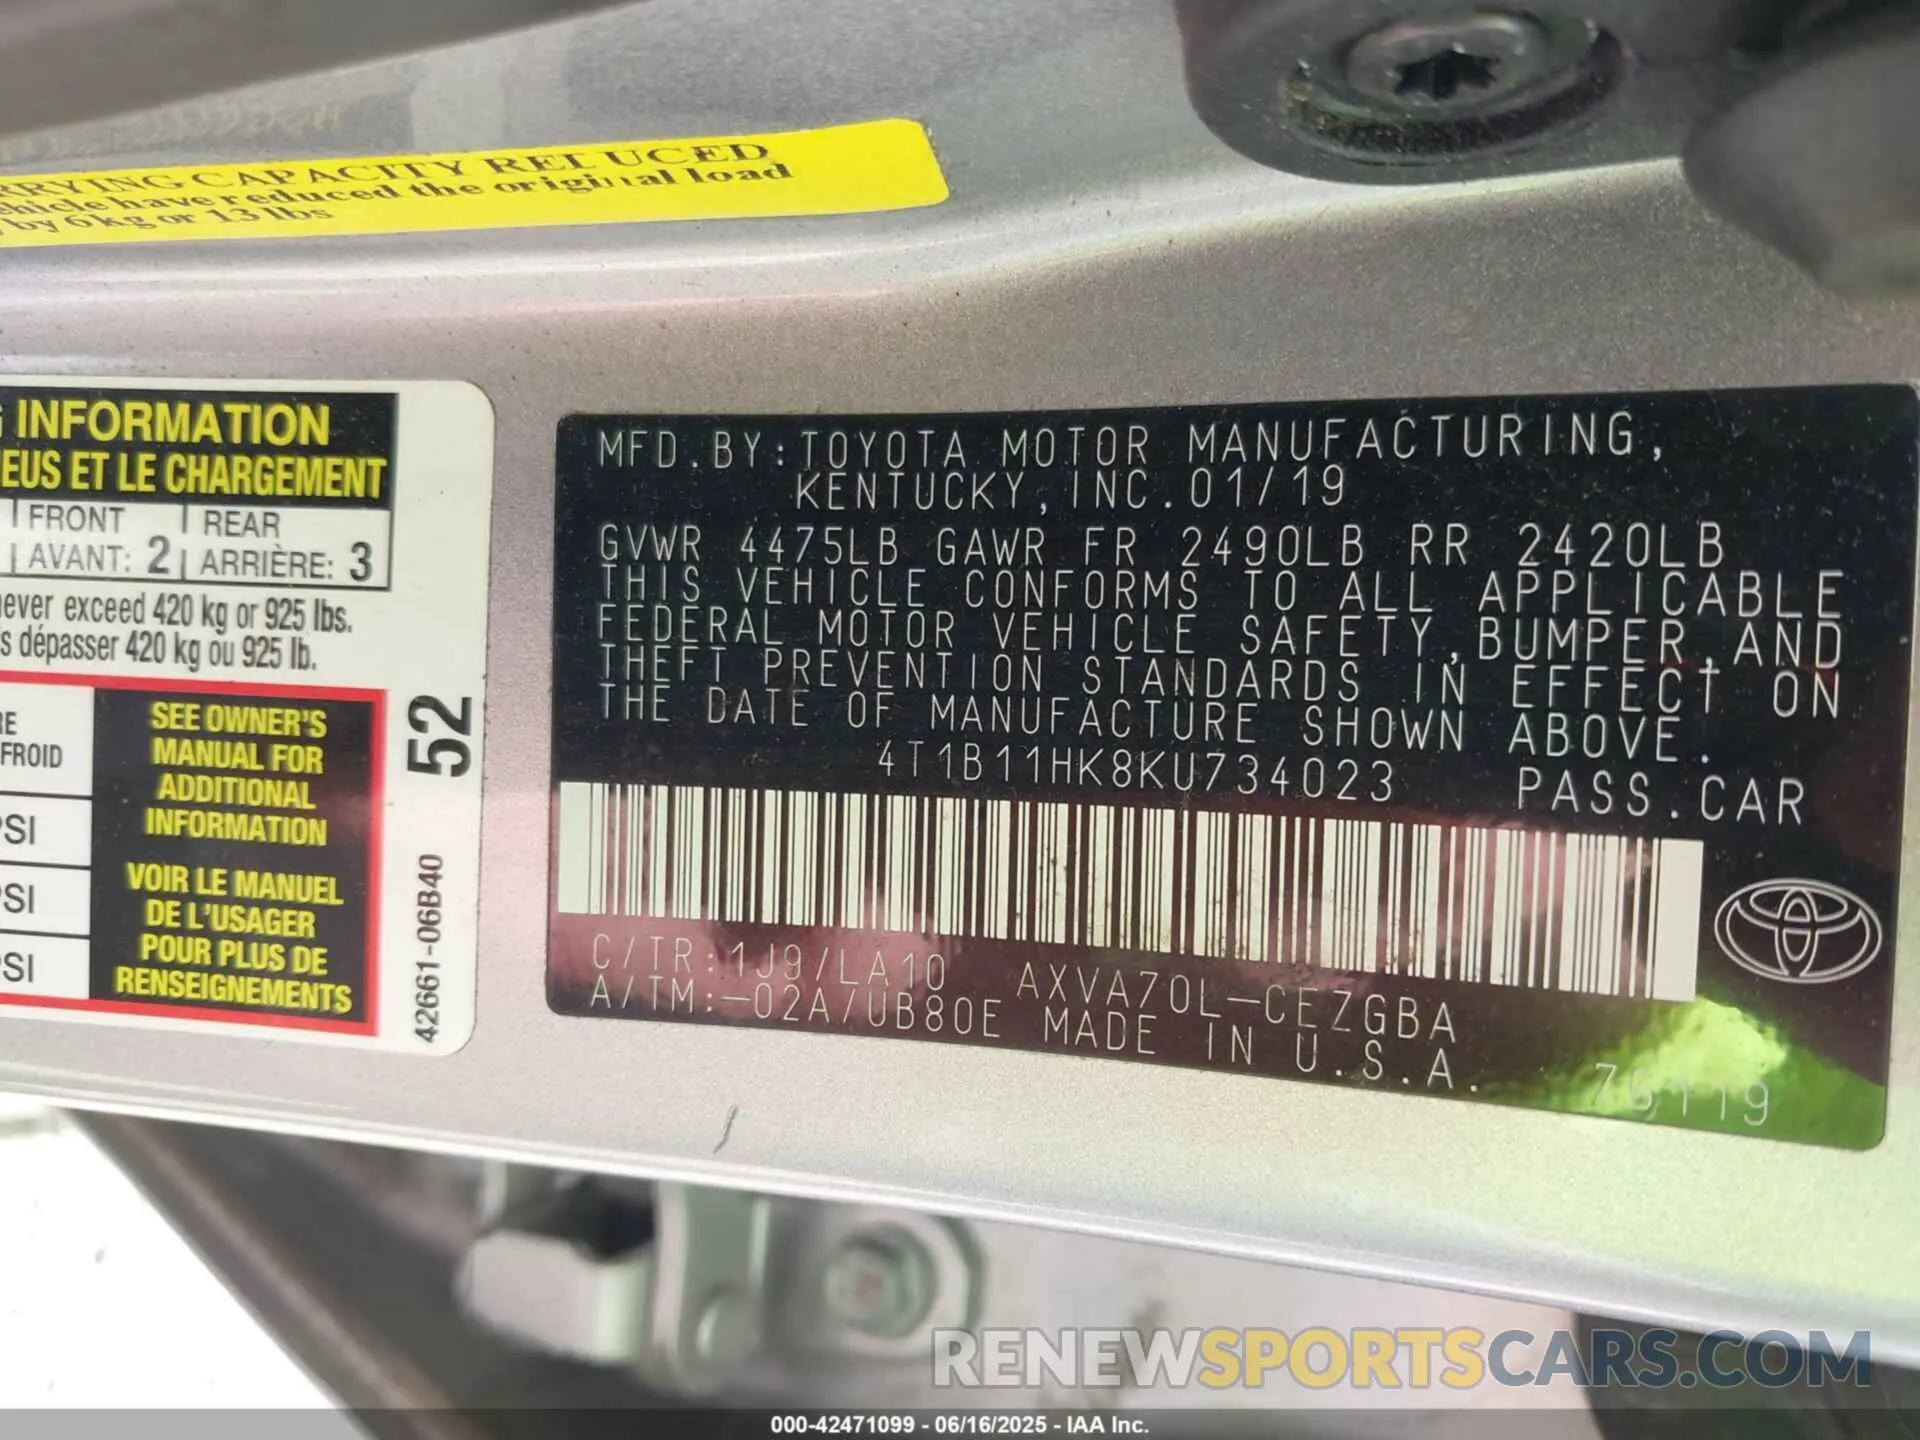 CAPACITY REDUCED
vehicle have reduced the original load
by 6 kg or 13 lbs
INFORMATION
ET LE CHARGEMENT
FRONT REAR
AVANT: 2 ARRIÈRE: 3
never exceed 420 kg or 925 lbs.
dépasser 420 kg ou 925 lb.
FROID
PSI
PSI
PSI
SEE OWNER'S
MANUAL FOR
ADDITIONAL
INFORMATION
VOIR LE MANUEL
DE L'USAGER
POUR PLUS DE
RENSEIGNEMENTS
52
42661-06B40
MFD.BY:TOYOTA MOTOR MANUFACTURING,
KENTUCKY,INC.01/19
GVWR 4475LB GAWR FR 2490LB RR 2420LB
THIS VEHICLE CONFORMS TO ALL APPLICABLE
FEDERAL MOTOR VEHICLE SAFETY,BUMPER,AND
THEFT PREVENTION STANDARDS IN EFFECT ON
THE DATE OF MANUFACTURE SHOWN ABOVE.
4T1B11HK8KU734023 PASS.CAR
C/TR:1J9/LA10 AXVA70L-CEZGBA
A/TM:-02A/UB80E MADE IN U.S.A.
76119
RENEWSPORTSCARS.COM
000-42471099 - 06/16/2025 - IAA Inc.